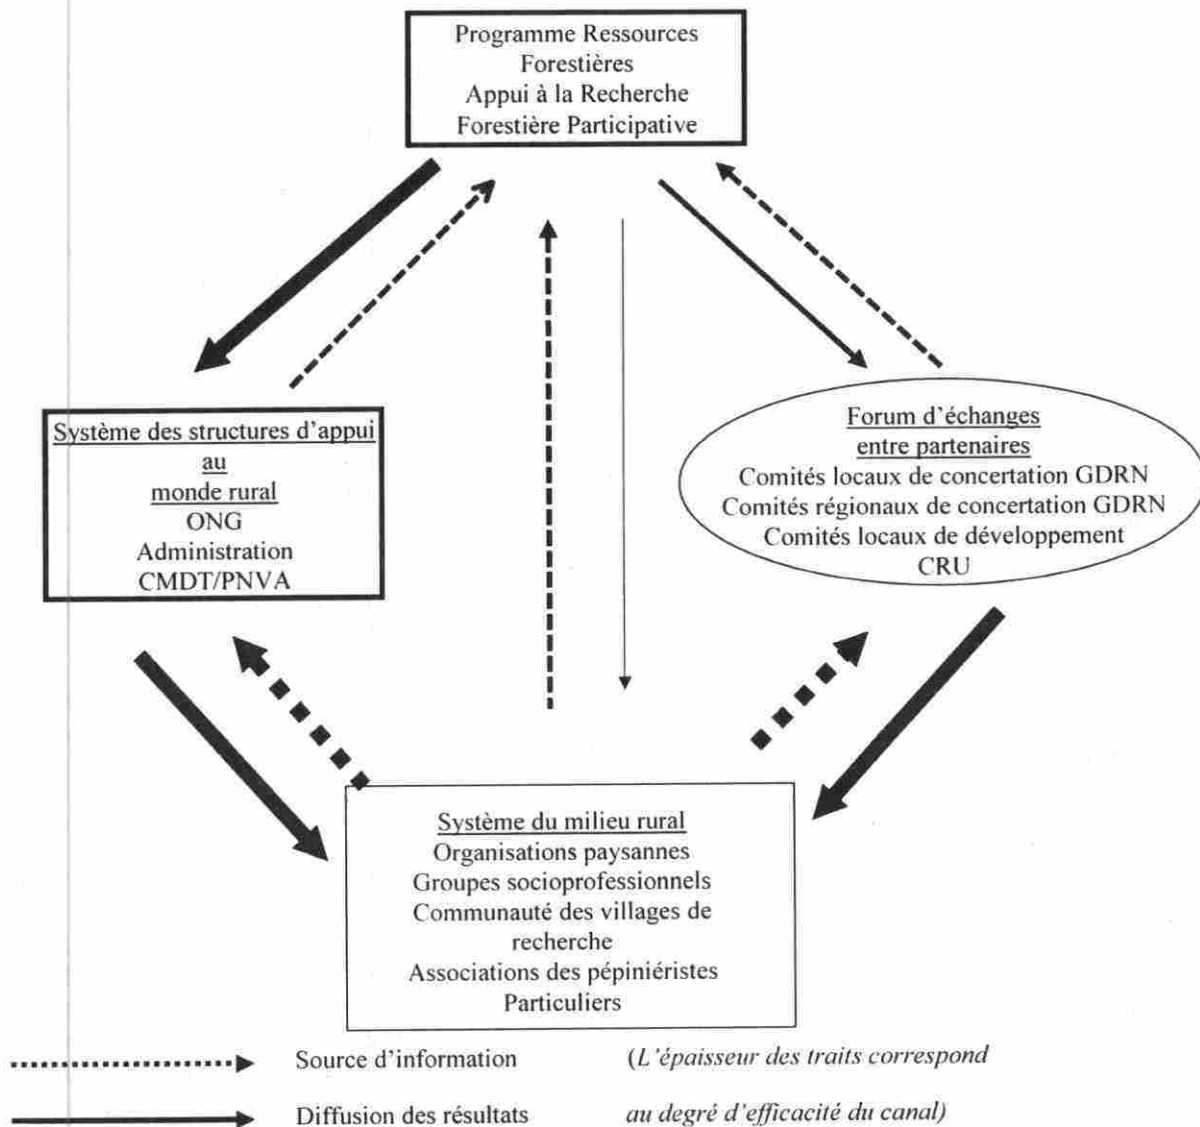 Programme Ressources
Forestières
Appui à la Recherche
Forestière Participative
Système des structures d'appui
au
monde rural
ONG
Administration
CMDT/PNVA
Forum d'échanges
entre partenaires
Comités locaux de concertation GDRN
Comités régionaux de concertation GDRN
Comités locaux de développement
CRU
Système du milieu rural
Organisations paysannes
Groupes socioprofessionnels
Communauté des villages de
recherche
Associations des pépiniéristes
Particuliers
Source d'information (L'épaisseur des traits correspond
Diffusion des résultats au degré d'efficacité du canal)